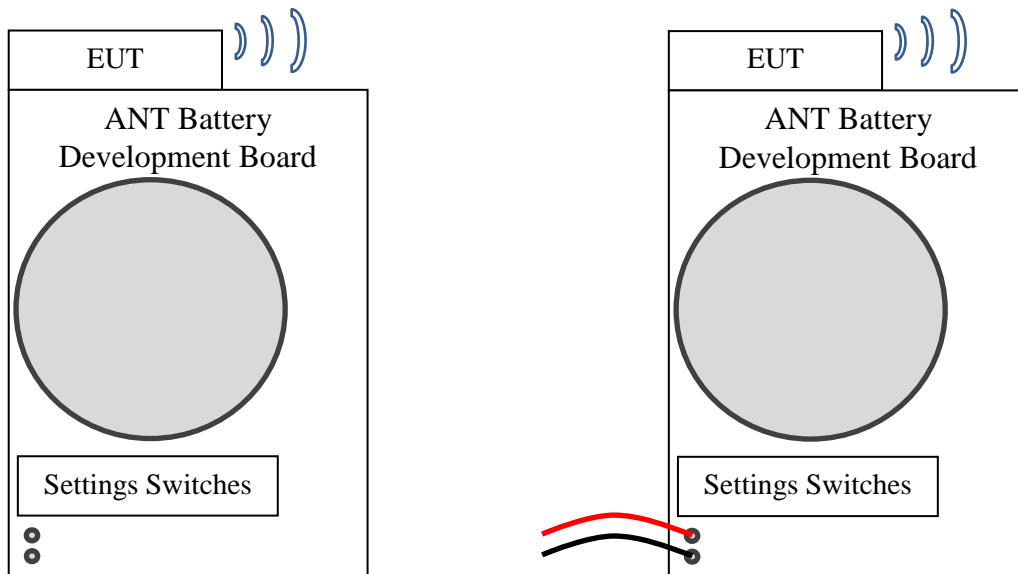 EUT
ANT Battery
Development Board
Settings Switches
EUT
ANT Battery
Development Board
Settings Switches